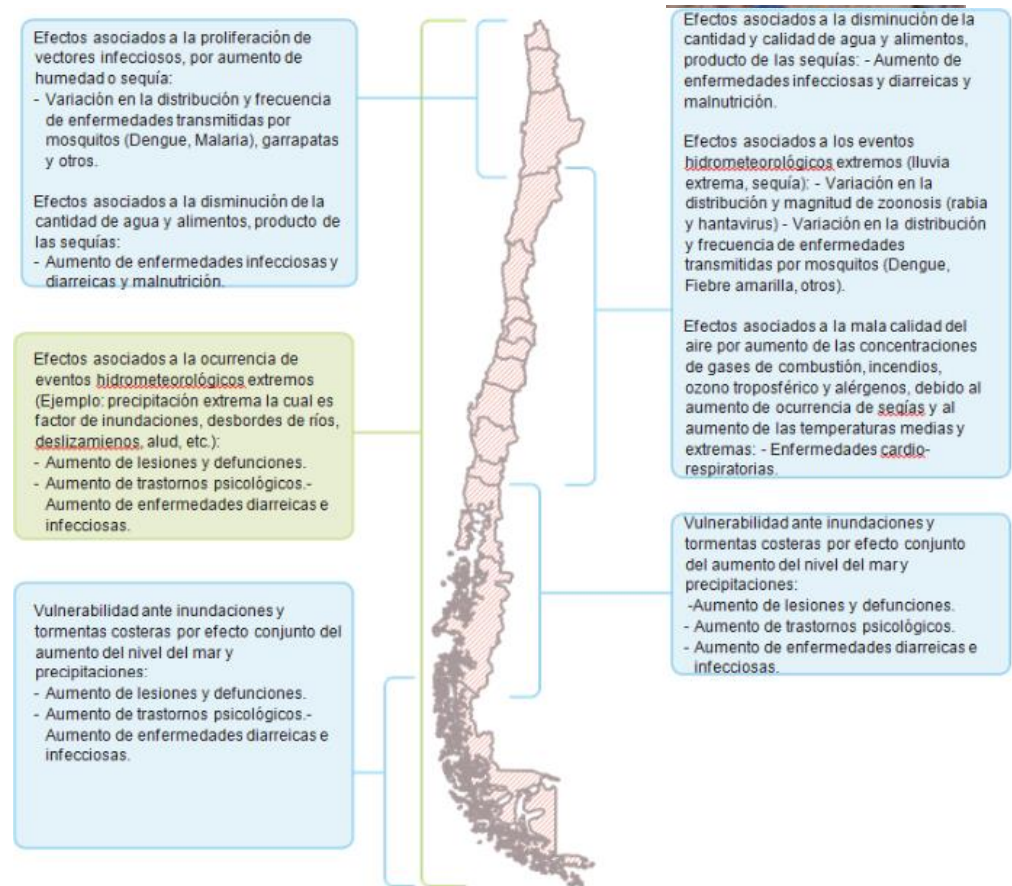 Efectos asociados a la proliferación de
vectores infecciosos, por aumento de
humedad o sequía:
- Variación en la distribución y frecuencia
de enfermedades transmitidas por
mosquitos (Dengue, Malaria), garrapatas
y otros.
Efectos asociados a la disminución de la
cantidad de agua y alimentos, producto de
las sequías:
- Aumento de enfermedades infecciosas y
diarreicas y malnutrición.
Efectos asociados a la ocurrencia de
eventos hidrometeorológicos extremos
(Ejemplo: precipitación extrema la cual es
factor de inundaciones, desbordes de ríos,
deslizamienos, alud, etc.):
- Aumento de lesiones y defunciones.
- Aumento de trastornos psicológicos.-
Aumento de enfermedades diarreicas e
infecciosas.
Vulnerabilidad ante inundaciones y
tormentas costeras por efecto conjunto del
aumento del nivel del mar y
precipitaciones:
- Aumento de lesiones y defunciones.
- Aumento de trastornos psicológicos.-
Aumento de enfermedades diarreicas e
infecciosas.
Efectos asociados a la disminución de la
cantidad y calidad de agua y alimentos,
producto de las sequías: - Aumento de
enfermedades infecciosas y diarreicas y
malnutrición.
Efectos asociados a los eventos
hidrometeorológicos extremos (lluvia
extrema, sequía): - Variación en la
distribución y magnitud de zoonosis (rabia
y hantavirus) - Variación en la distribución
y frecuencia de enfermedades
transmitidas por mosquitos (Dengue,
Fiebre amarilla, otros).
Efectos asociados a la mala calidad del
aire por aumento de las concentraciones
de gases de combustión, incendios,
ozono troposférico y alérgenos, debido al
aumento de ocurrencia de seqías y al
aumento de las temperaturas medias y
extremas: - Enfermedades cardio-
respiratorias.
Vulnerabilidad ante inundaciones y
tormentas costeras por efecto conjunto
del aumento del nivel del mar y
precipitaciones:
-Aumento de lesiones y defunciones.
- Aumento de trastornos psicológicos.
- Aumento de enfermedades diarreicas e
infecciosas.